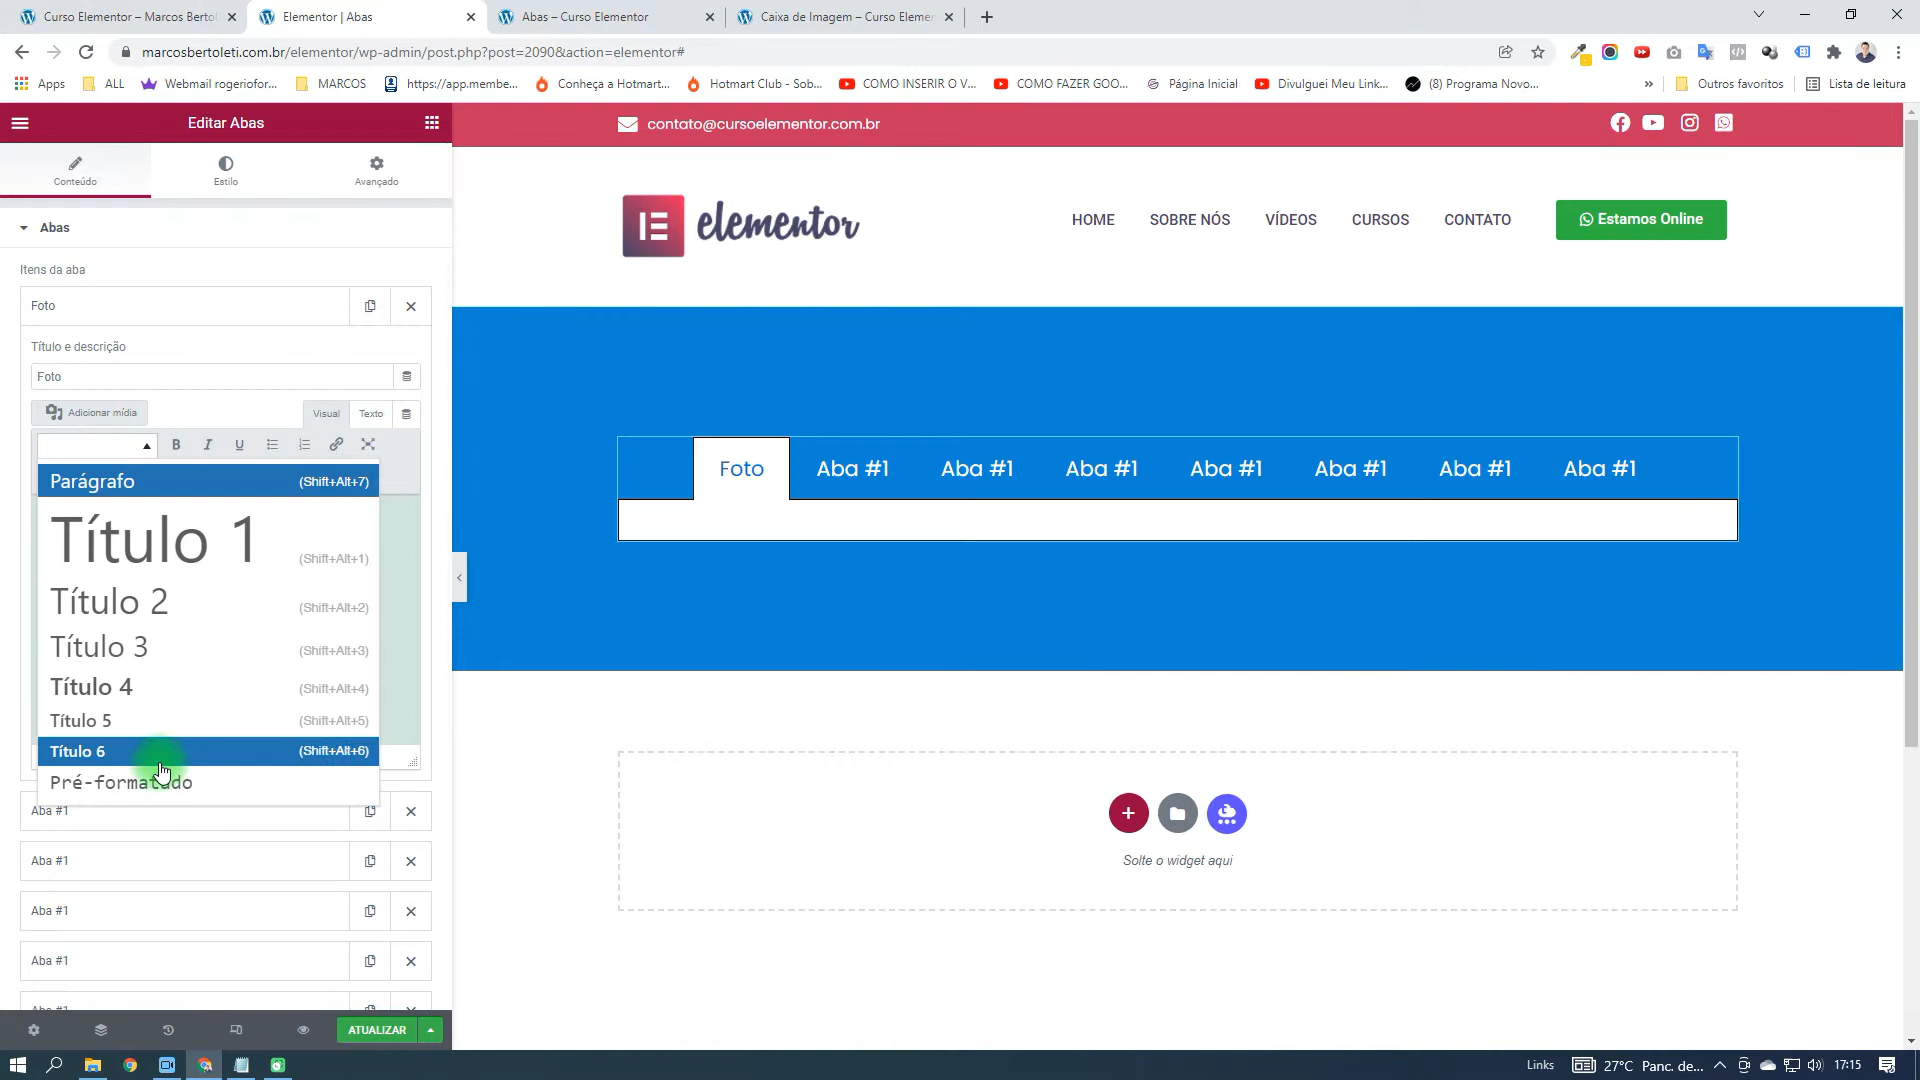 Curso Elementor – Marcos Bertol
Elementor | Abas
Abas – Curso Elementor
Caixa de Imagem – Curso Elemen
marcosbertoleti.com.br/elementor/wp-admin/post.php?post=2090&action=elementor#
Apps
ALL
Webmail rogeriofor...
MARCOS
https://app.membe...
Conheça a Hotmart...
Hotmart Club - Sob...
COMO INSERIR O V...
COMO FAZER GOO...
Página Inicial
Divulguei Meu Link...
(8) Programa Novo...
Outros favoritos
Lista de leitura
Editar Abas
contato@cursoelementor.com.br
Conteúdo
Estilo
Avançado
elementor
HOME
SOBRE NÓS
VÍDEOS
CURSOS
CONTATO
Estamos Online
Abas
Itens da aba
Foto
Título e descrição
Foto
Adicionar mídia
Visual
Texto
B I U
Parágrafo (Shift+Alt+7)
Título 1 (Shift+Alt+1)
Título 2 (Shift+Alt+2)
Título 3 (Shift+Alt+3)
Título 4 (Shift+Alt+4)
Título 5 (Shift+Alt+5)
Título 6 (Shift+Alt+6)
Pré-formatado
Aba #1
Aba #1
Aba #1
Aba #1
Aba #1
Foto Aba #1 Aba #1 Aba #1 Aba #1 Aba #1 Aba #1 Aba #1
Solte o widget aqui
ATUALIZAR
Links
27°C Panc. de...
17:15